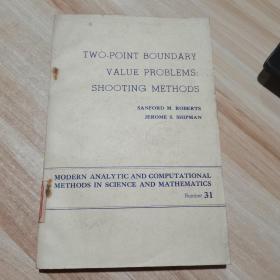 TWO-POINT BOUNDARY
VALUE PROBLEMS:
SHOOTING METHODS
SANFORD M. ROBERTS
JEROME S. SHIPMAN
MODERN ANALYTIC AND COMPUTATIONAL
METHODS IN SCIENCE AND MATHEMATICS
Number 31